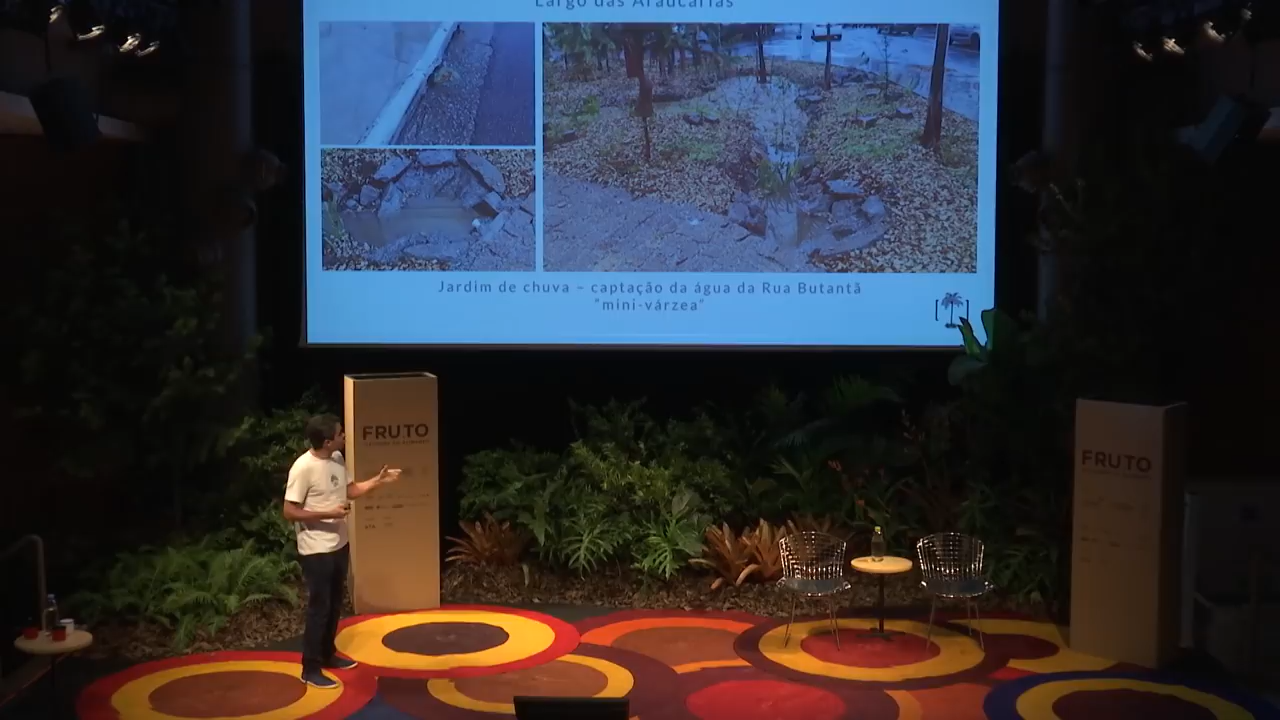 Largo das Araucárias
Jardim de chuva – captação da água da Rua Butantã
"mini-várzea"
FRUTO
FRUTO